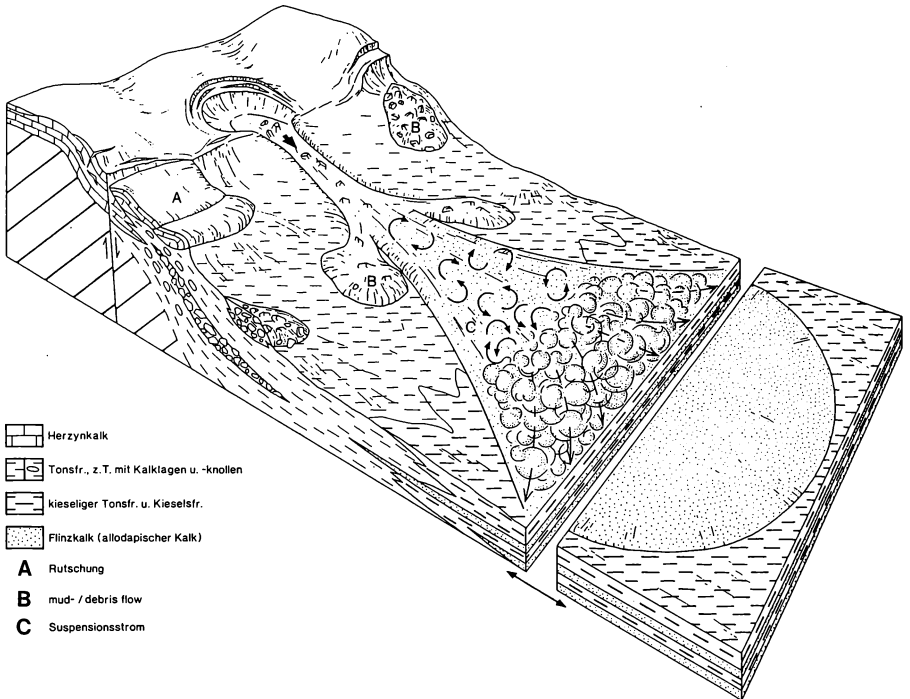 A
B
B
C
Herzynkalk
Tonsfr., z.T. mit Kalklagen u. -knollen
kieseliger Tonsfr. u. Kieselsfr.
Flinzkalk (allodapischer Kalk)
A Rutschung
B mud- / debris flow
C Suspensionsstrom